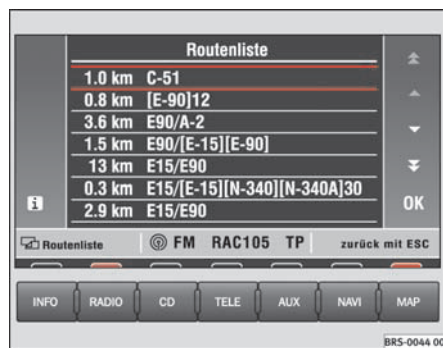 Routenliste
1.0 km C-51
0.8 km [E-90]12
3.6 km E90/A-2
1.5 km E90/[E-15][E-90]
13 km E15/E90
0.3 km E15/[E-15][N-340][N-340A]30
2.9 km E15/E90
i
OK
Routenliste FM RAC105 TP zurück mit ESC
INFO RADIO CD TELE AUX NAVI MAP
BRS-0044 00